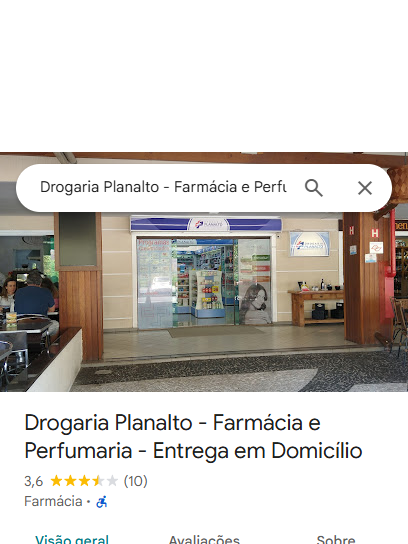 Drogaria Planalto - Farmácia e Perfu
PLANALTO
Drogaria Planalto - Farmácia e
Perfumaria - Entrega em Domicílio
3,6 (10)
Farmácia ·
Visão geral Avaliações Sobre